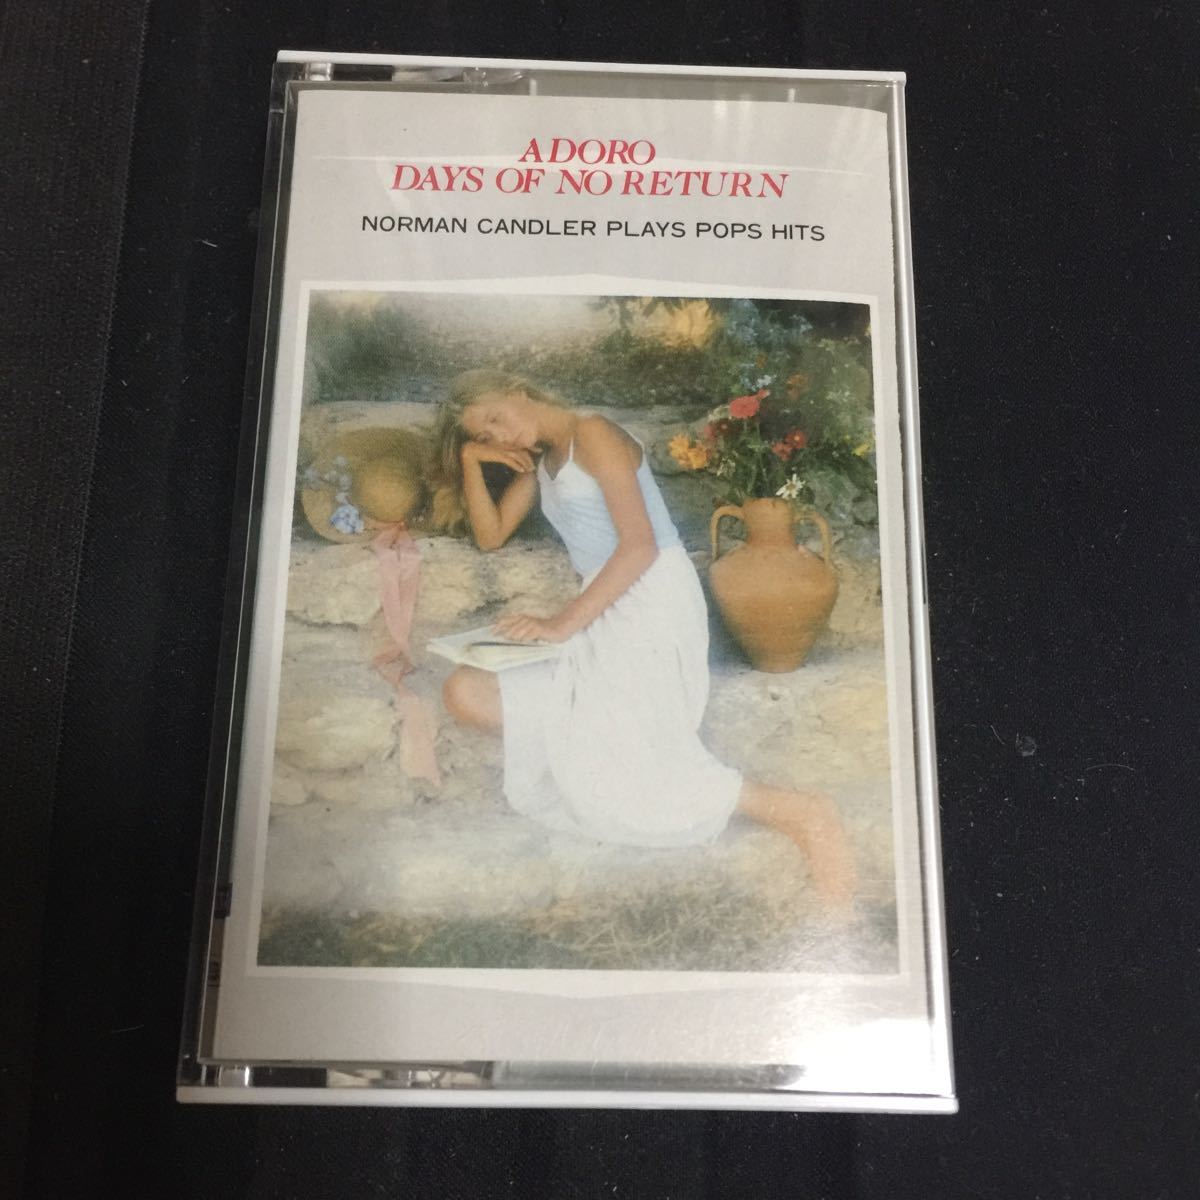 ADORO
DAYS OF NO RETURN
NORMAN CANDLER PLAYS POPS HITS